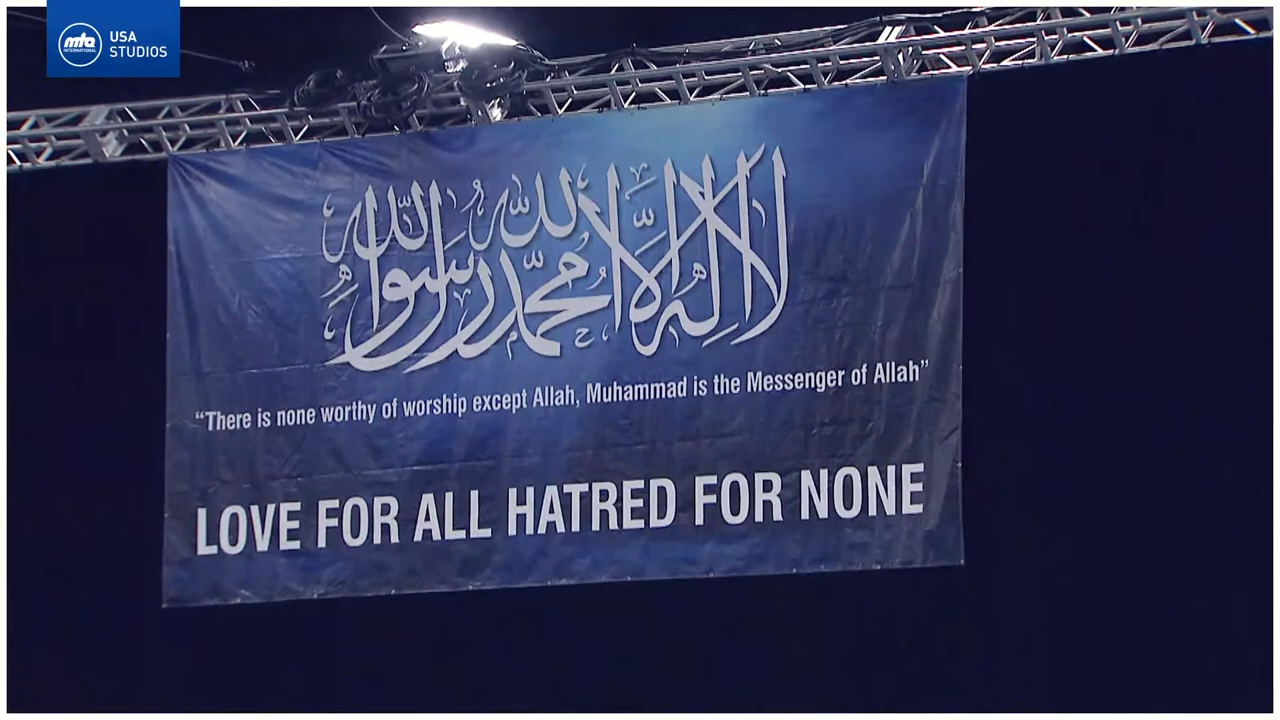 mta
INTERNATIONAL
USA
STUDIOS
لا إله إلا الله محمد رسول الله
“There is none worthy of worship except Allah, Muhammad is the Messenger of Allah”
LOVE FOR ALL HATRED FOR NONE